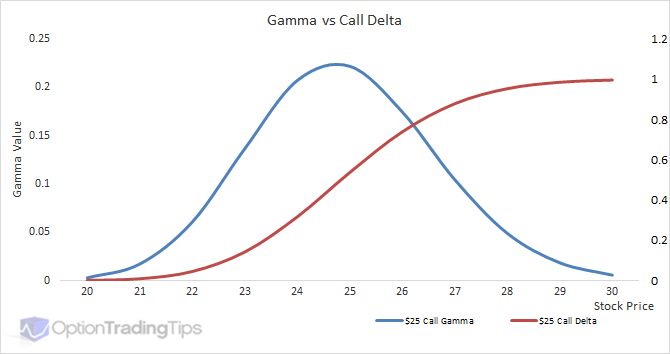 Gamma vs Call Delta
0.25
0.2
0.15
0.1
0.05
0
Gamma Value
1.2
1
0.8
0.6
0.4
0.2
0
20 21 22 23 24 25 26 27 28 29 30
Stock Price
$25 Call Gamma $25 Call Delta
OptionTradingTips